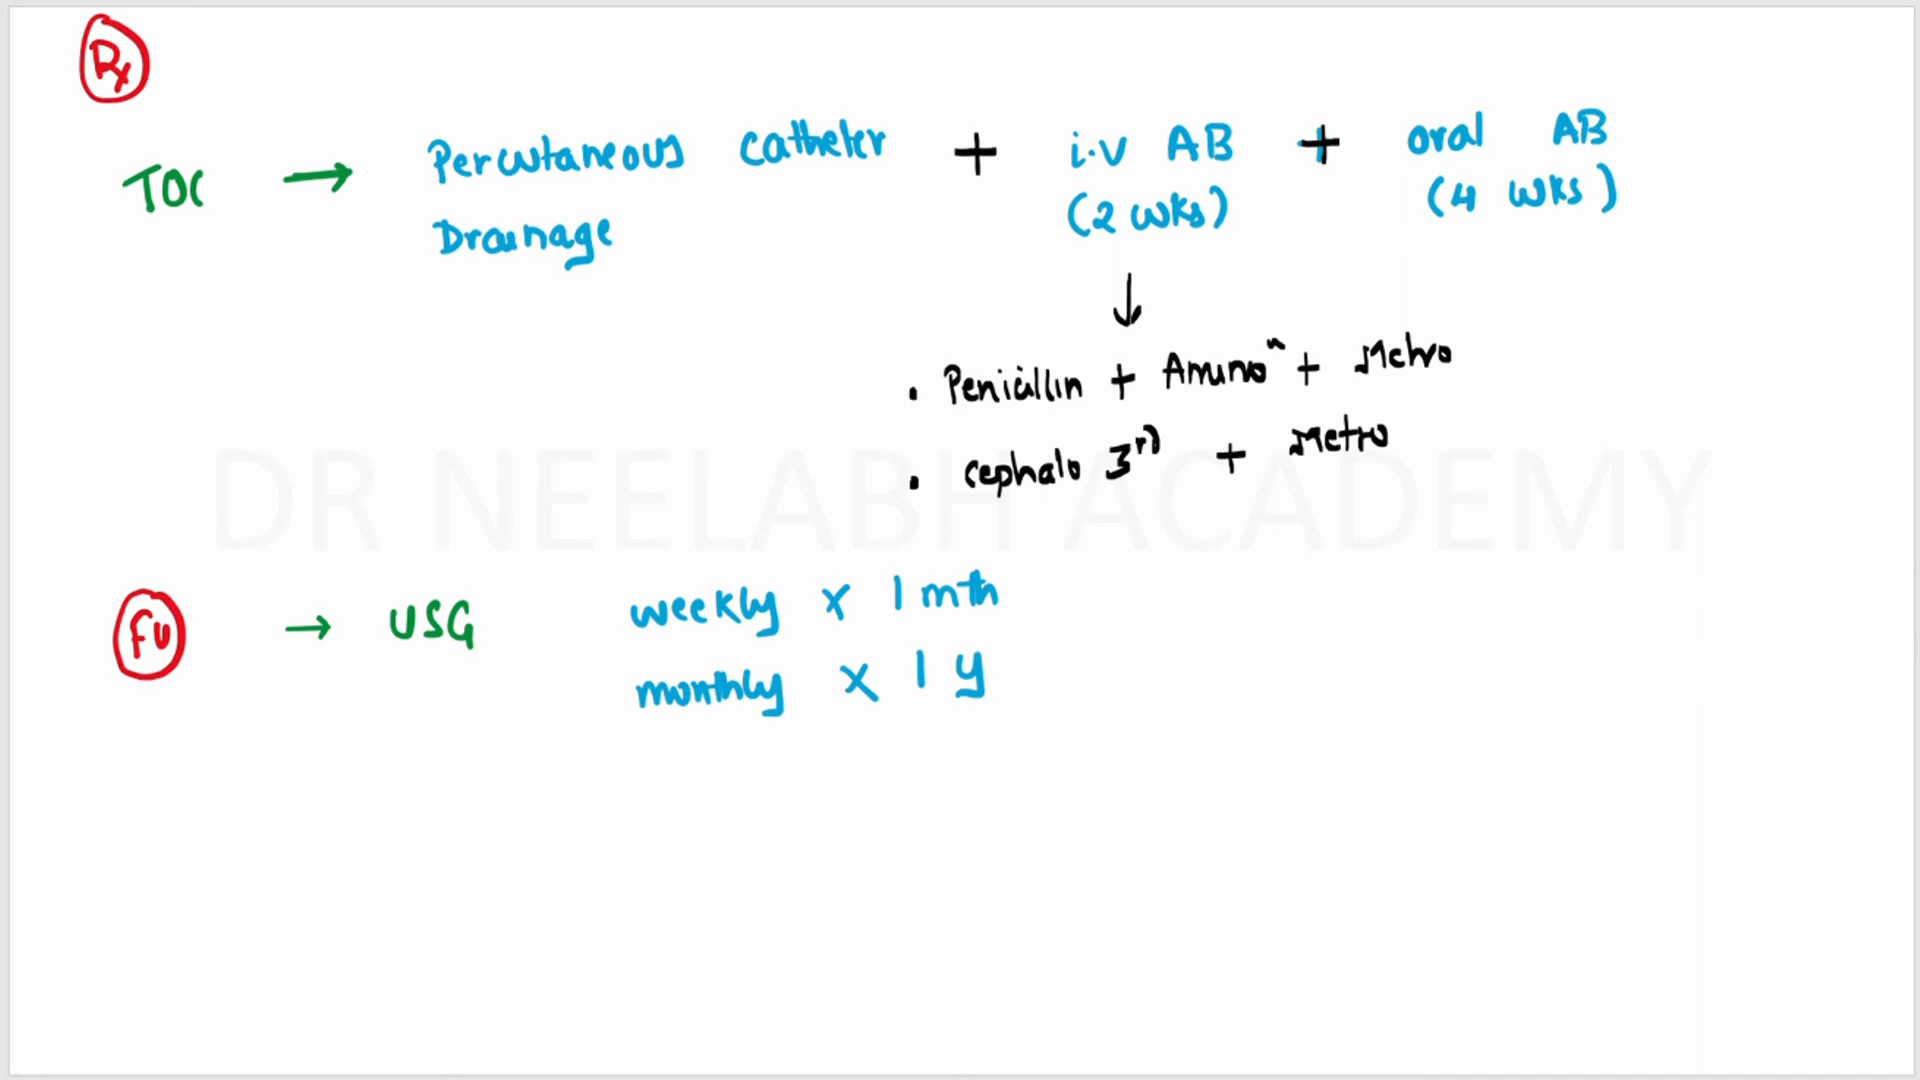 Rx
TOC → Percutaneous Catheter + i.v AB + oral AB
Drainage (2 wks) (4 wks)
↓
• Penicillin + Amino + Metro
• cephalo 3rd + Metro
DR NEELABH ACADEMY
FU → USG weekly x 1 mth
monthly x 1 y